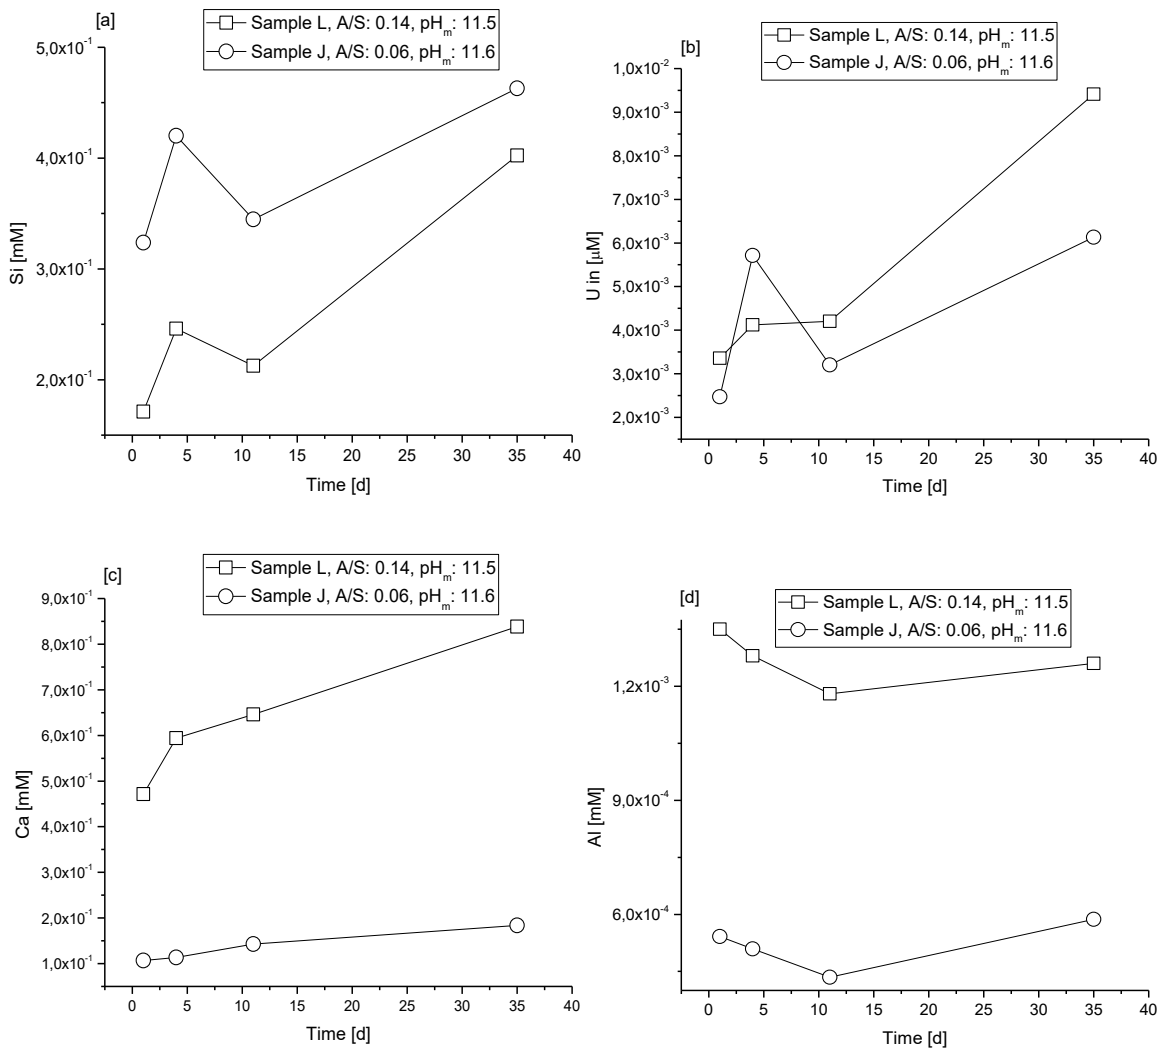 [a]
Sample L, A/S: 0.14, pHm: 11.5
Sample J, A/S: 0.06, pHm: 11.6
5,0x10⁻¹
4,0x10⁻¹
3,0x10⁻¹
2,0x10⁻¹
Si [mM]
0 5 10 15 20 25 30 35 40
Time [d]
[b]
Sample L, A/S: 0.14, pHm: 11.5
Sample J, A/S: 0.06, pHm: 11.6
1,0x10⁻²
9,0x10⁻³
8,0x10⁻³
7,0x10⁻³
6,0x10⁻³
5,0x10⁻³
4,0x10⁻³
3,0x10⁻³
2,0x10⁻³
U in [µM]
0 5 10 15 20 25 30 35 40
Time [d]
[c]
Sample L, A/S: 0.14, pHm: 11.5
Sample J, A/S: 0.06, pHm: 11.6
9,0x10⁻¹
8,0x10⁻¹
7,0x10⁻¹
6,0x10⁻¹
5,0x10⁻¹
4,0x10⁻¹
3,0x10⁻¹
2,0x10⁻¹
1,0x10⁻¹
Ca [mM]
0 5 10 15 20 25 30 35 40
Time [d]
[d]
Sample L, A/S: 0.14, pHm: 11.5
Sample J, A/S: 0.06, pHm: 11.6
1,2x10⁻³
9,0x10⁻⁴
6,0x10⁻⁴
Al [mM]
0 5 10 15 20 25 30 35 40
Time [d]